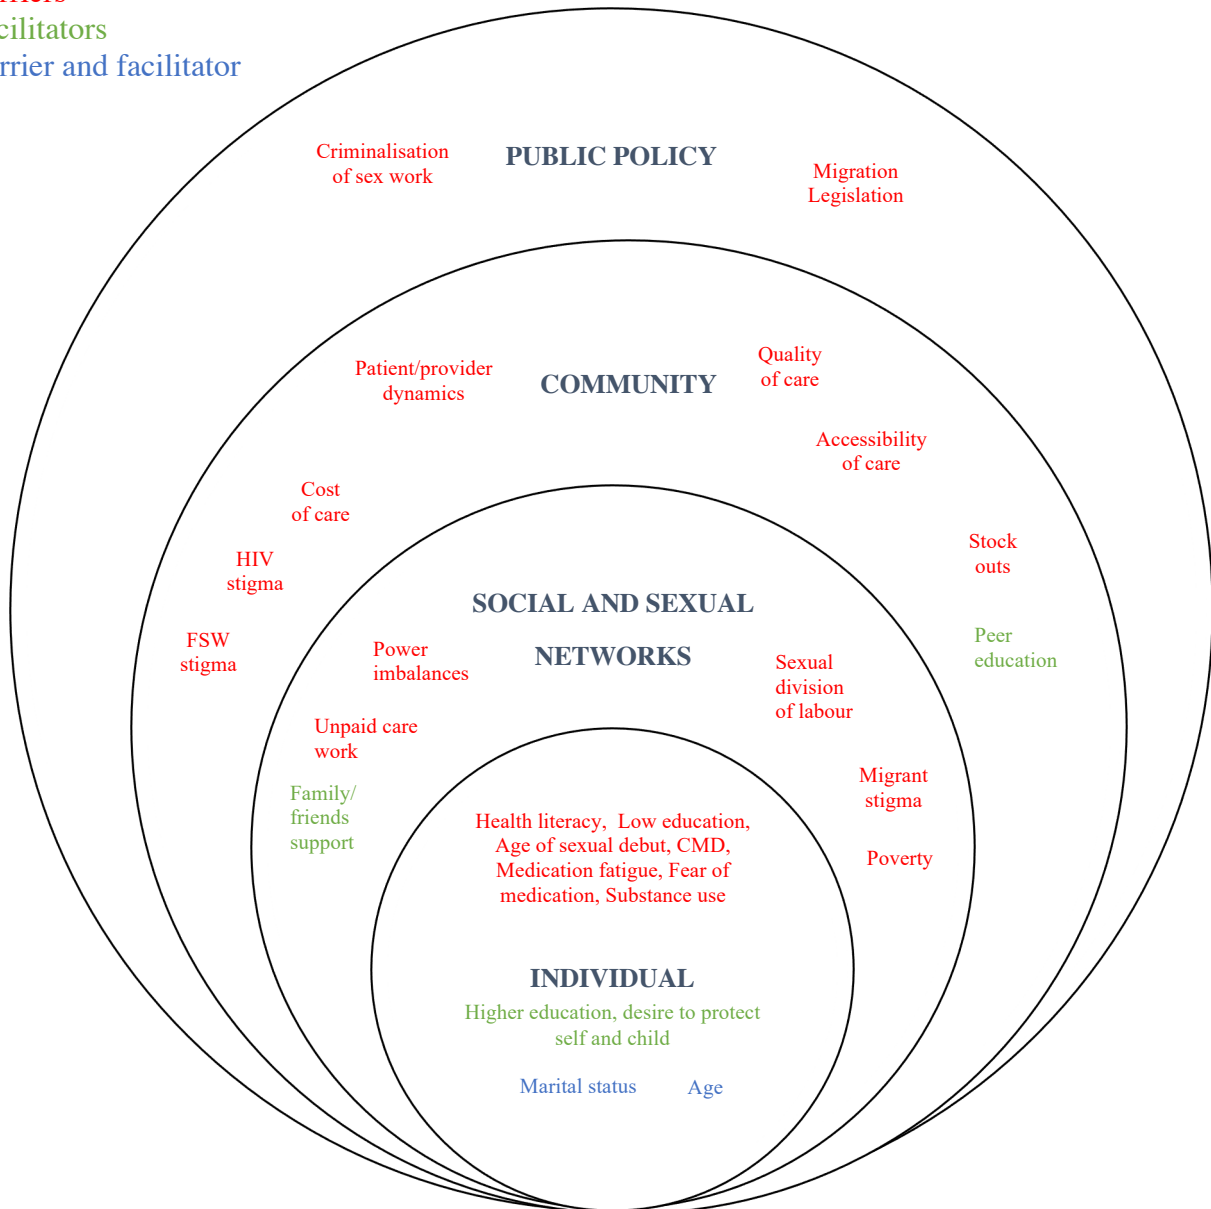 rriers
cilitators
rrier and facilitator
Criminalisation
of sex work
PUBLIC POLICY
Migration
Legislation
Patient/provider
dynamics
COMMUNITY
Quality
of care
Accessibility
of care
Cost
of care
HIV
stigma
FSW
stigma
Stock
outs
Peer
education
SOCIAL AND SEXUAL
NETWORKS
Power
imbalances
Unpaid care
work
Family/
friends
support
Sexual
division
of labour
Migrant
stigma
Poverty
Health literacy, Low education,
Age of sexual debut, CMD,
Medication fatigue, Fear of
medication, Substance use
INDIVIDUAL
Higher education, desire to protect
self and child
Marital status Age